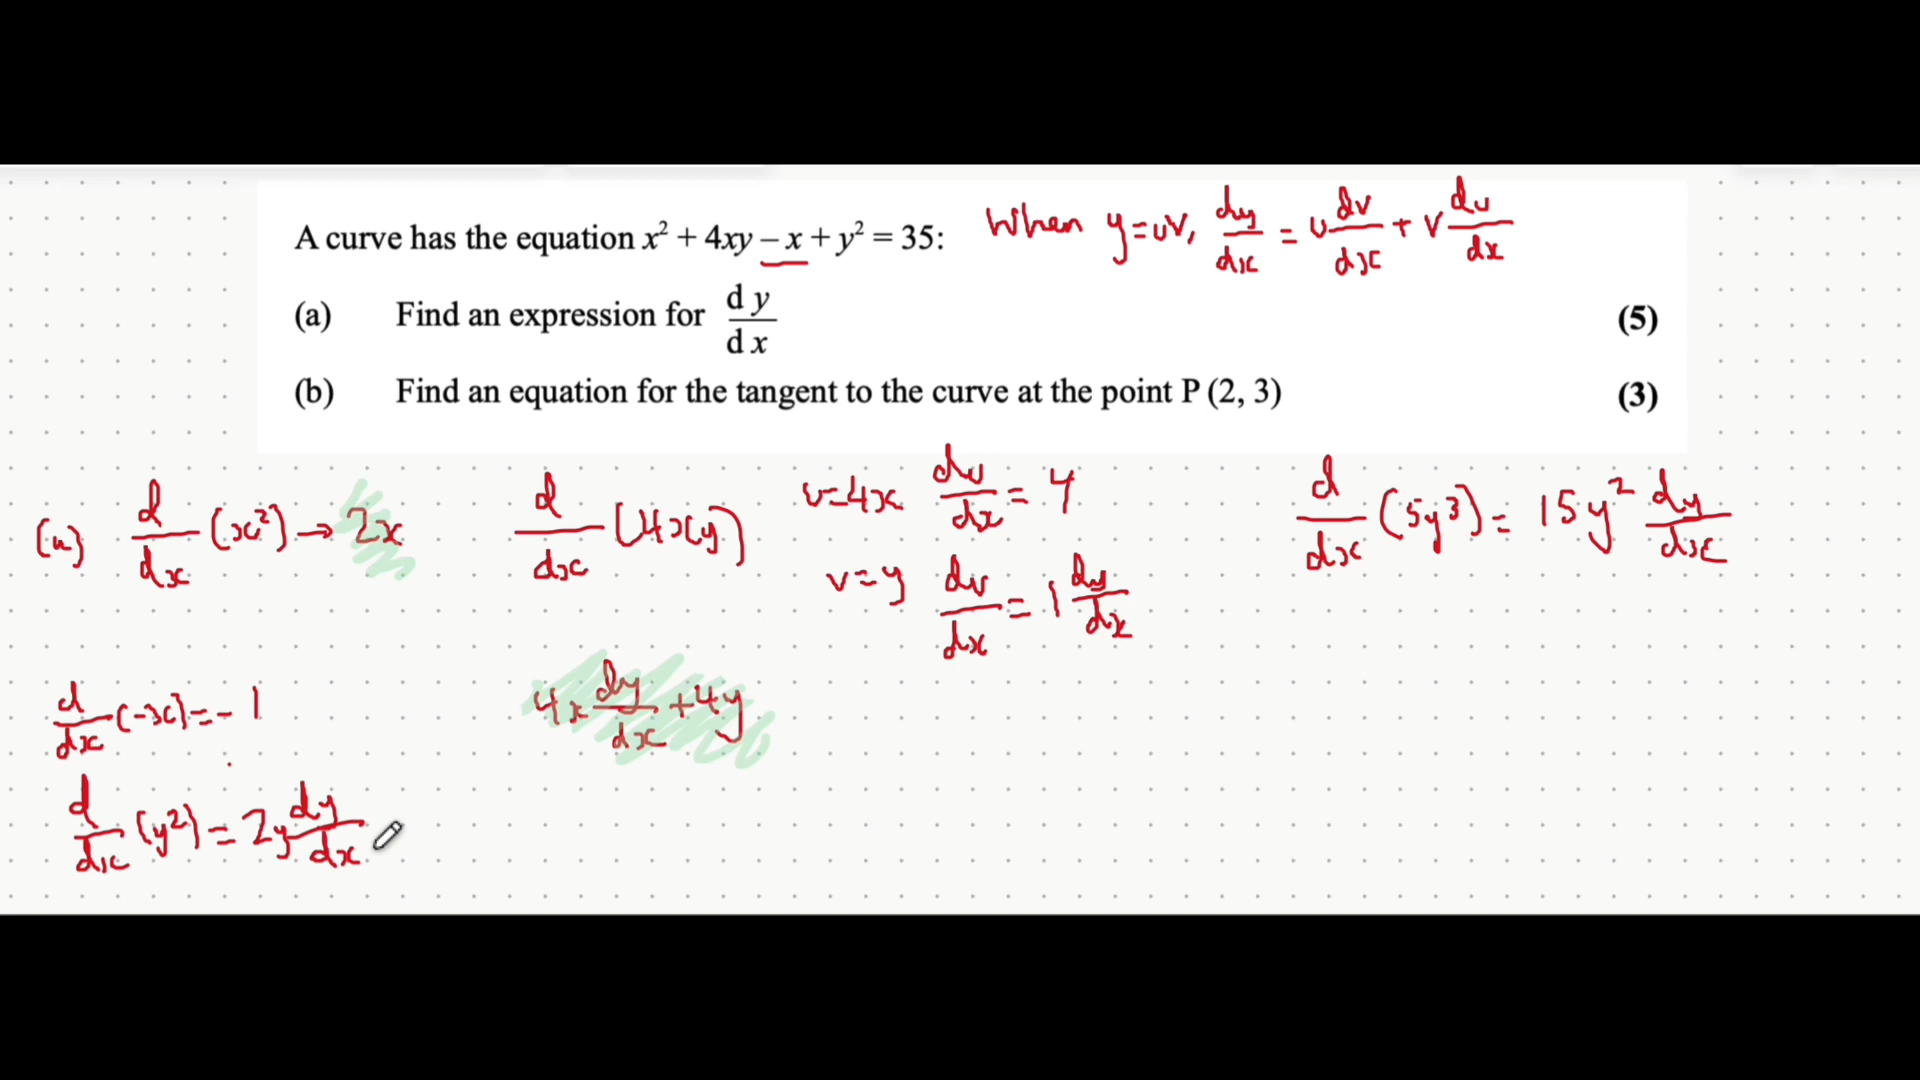 A curve has the equation x² + 4xy – x + y² = 35: When y=uv, dy/dx = u dv/dx + v du/dx
(a) Find an expression for dy/dx (5)
(b) Find an equation for the tangent to the curve at the point P (2, 3) (3)
(a) d/dx (x²) → 2x
d/dx (4xy)
u=4x du/dx = 4
v=y dv/dx = 1 dy/dx
d/dx (5y³) = 15y² dy/dx
d/dx (-x) = -1
4x dy/dx + 4y
d/dx (y²) = 2y dy/dx